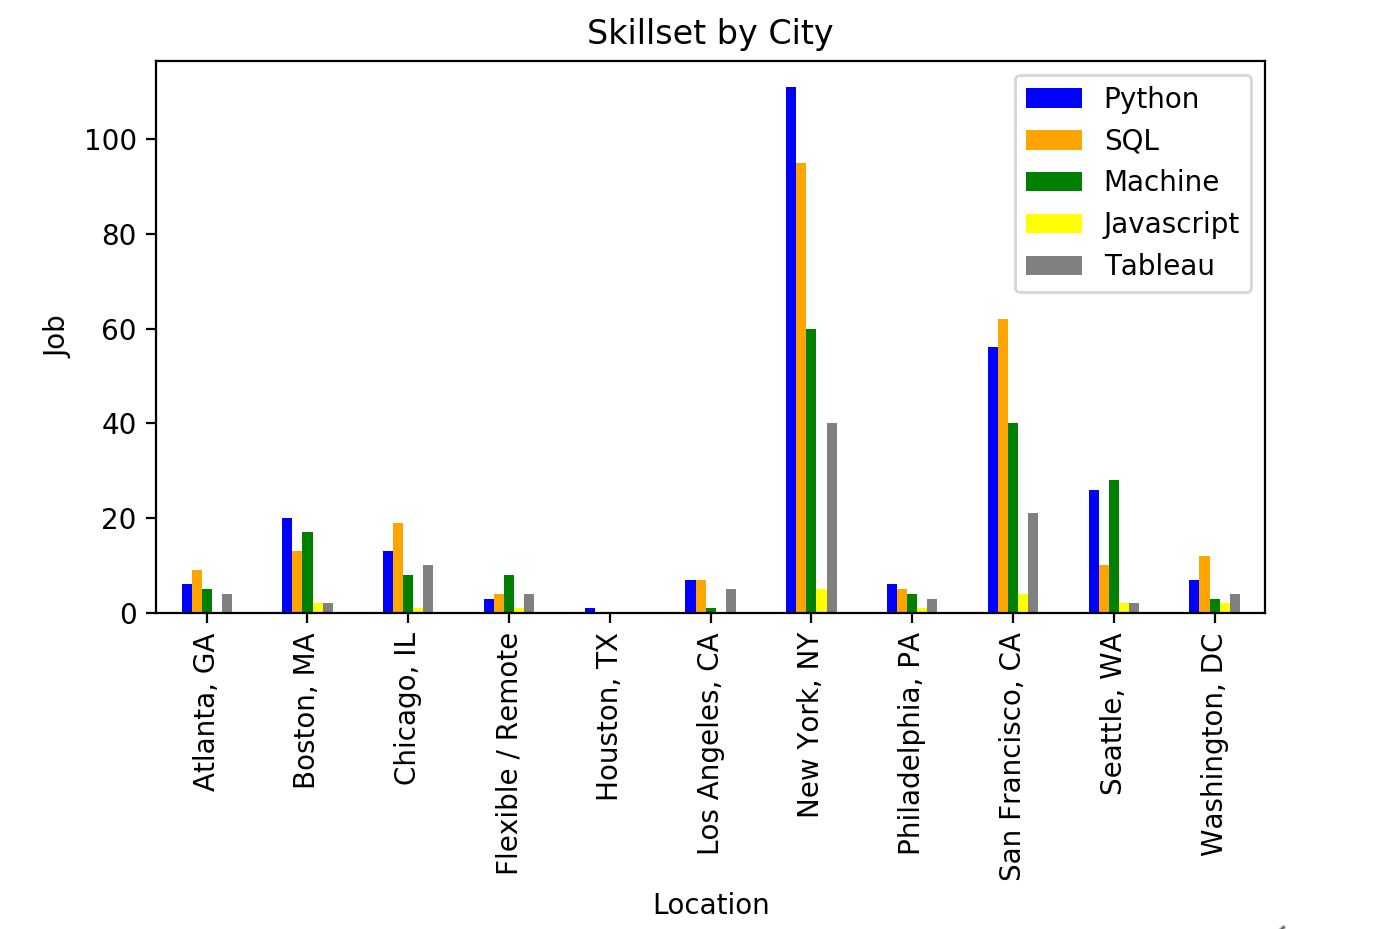 Skillset by City
Python
SQL
Machine
Javascript
Tableau
100
80
60
40
20
0
Job
Atlanta, GA
Boston, MA
Chicago, IL
Flexible / Remote
Houston, TX
Los Angeles, CA
New York, NY
Philadelphia, PA
San Francisco, CA
Seattle, WA
Washington, DC
Location